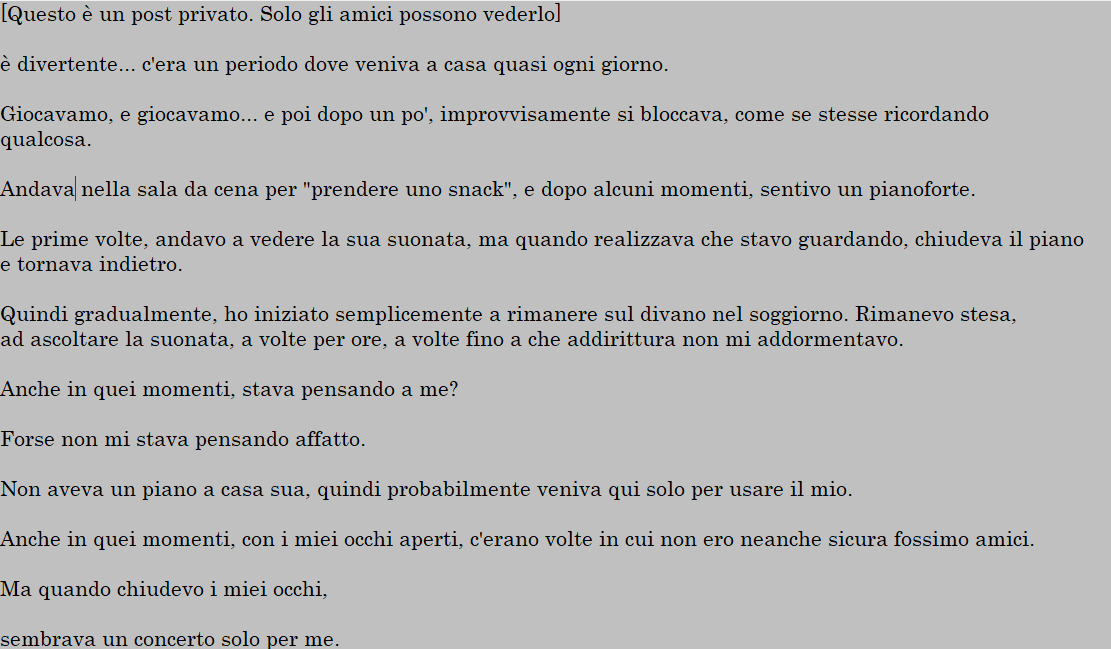 [Questo è un post privato. Solo gli amici possono vederlo]
è divertente... c'era un periodo dove veniva a casa quasi ogni giorno.
Giocavamo, e giocavamo... e poi dopo un po', improvvisamente si bloccava, come se stesse ricordando
qualcosa.
Andava nella sala da cena per "prendere uno snack", e dopo alcuni momenti, sentivo un pianoforte.
Le prime volte, andavo a vedere la sua suonata, ma quando realizzava che stavo guardando, chiudeva il piano
e tornava indietro.
Quindi gradualmente, ho iniziato semplicemente a rimanere sul divano nel soggiorno. Rimanevo stesa,
ad ascoltare la suonata, a volte per ore, a volte fino a che addirittura non mi addormentavo.
Anche in quei momenti, stava pensando a me?
Forse non mi stava pensando affatto.
Non aveva un piano a casa sua, quindi probabilmente veniva qui solo per usare il mio.
Anche in quei momenti, con i miei occhi aperti, c'erano volte in cui non ero neanche sicura fossimo amici.
Ma quando chiudevo i miei occhi,
sembrava un concerto solo per me.